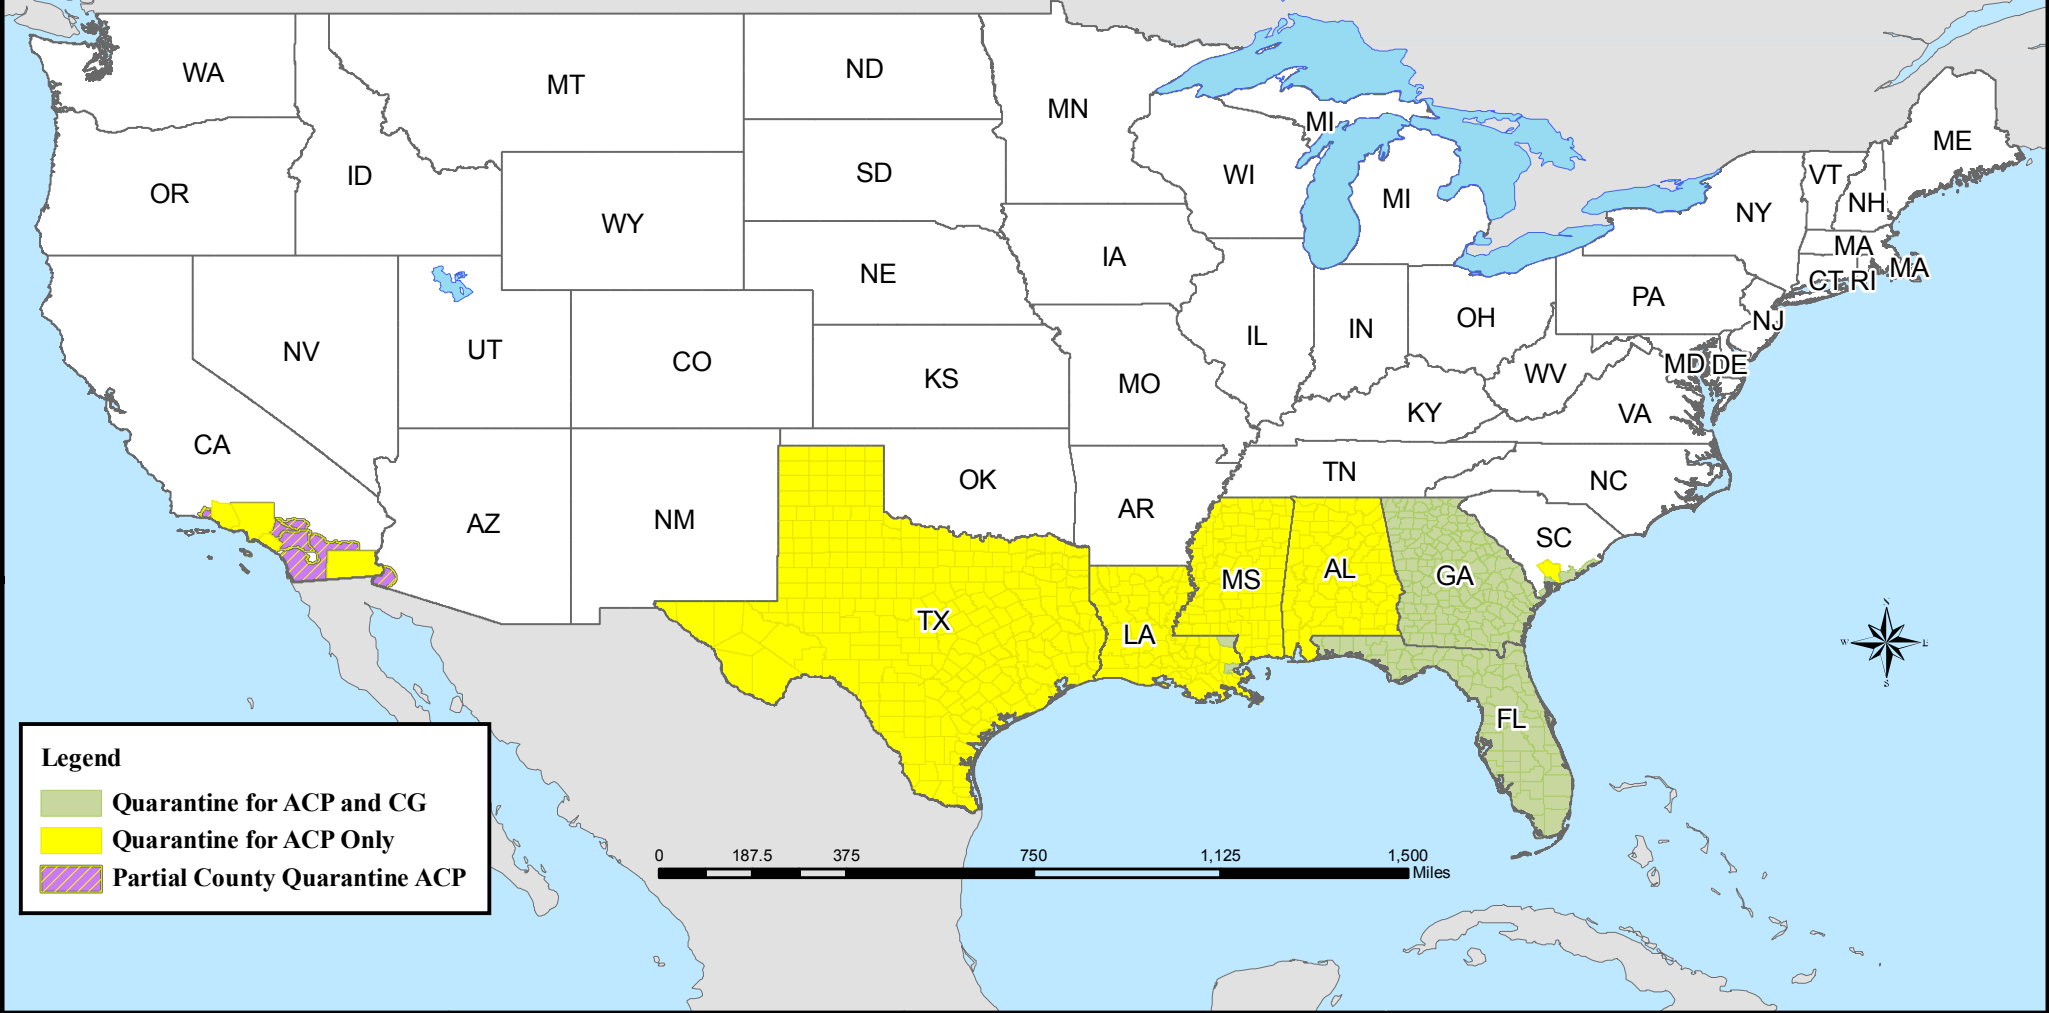 WA
MT
ND
MN
MI
ME
OR
ID
SD
WI
MI
VT
NH
NY
WY
MA
MA
IA
NE
CT RI
PA
NV
UT
CO
IL
IN
OH
NJ
KS
MO
WV
MD DE
CA
KY
VA
OK
TN
NC
AZ
NM
AR
SC
MS
AL
GA
TX
LA
FL
N
W
E
S
Legend
Quarantine for ACP and CG
Quarantine for ACP Only
Partial County Quarantine ACP
0 187.5 375 750 1,125 1,500
Miles